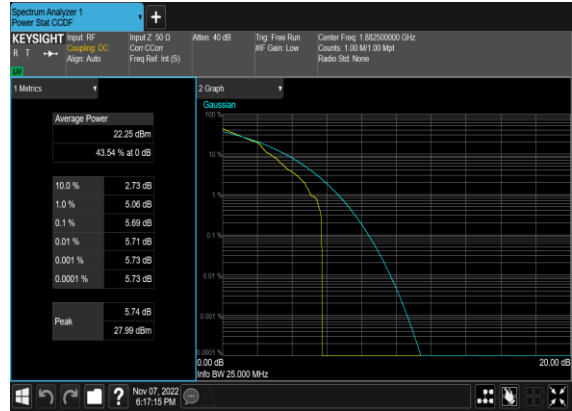 Spectrum Analyzer 1
Power Stat CCDF
+
KEYSIGHT
R T
LXI
Input: RF
Coupling: DC
Align: Auto
Input Z: 50 Ω
Corr CCorr
Freq Ref: Int (S)
Atten: 40 dB
Trig: Free Run
#IF Gain: Low
Center Freq: 1.882500000 GHz
Counts: 1.00 M/1.00 Mpt
Radio Std: None
1 Metrics
Average Power
22.25 dBm
43.54 % at 0 dB
10.0 % 2.73 dB
1.0 % 5.06 dB
0.1 % 5.69 dB
0.01 % 5.71 dB
0.001 % 5.73 dB
0.0001 % 5.73 dB
Peak
5.74 dB
27.99 dBm
2 Graph
Gaussian
100 %
10 %
1 %
0.1 %
0.01 %
0.001 %
0.0001 %
0.00 dB
20.00 dB
Info BW 25.000 MHz
?
Nov 07, 2022
6:17:15 PM